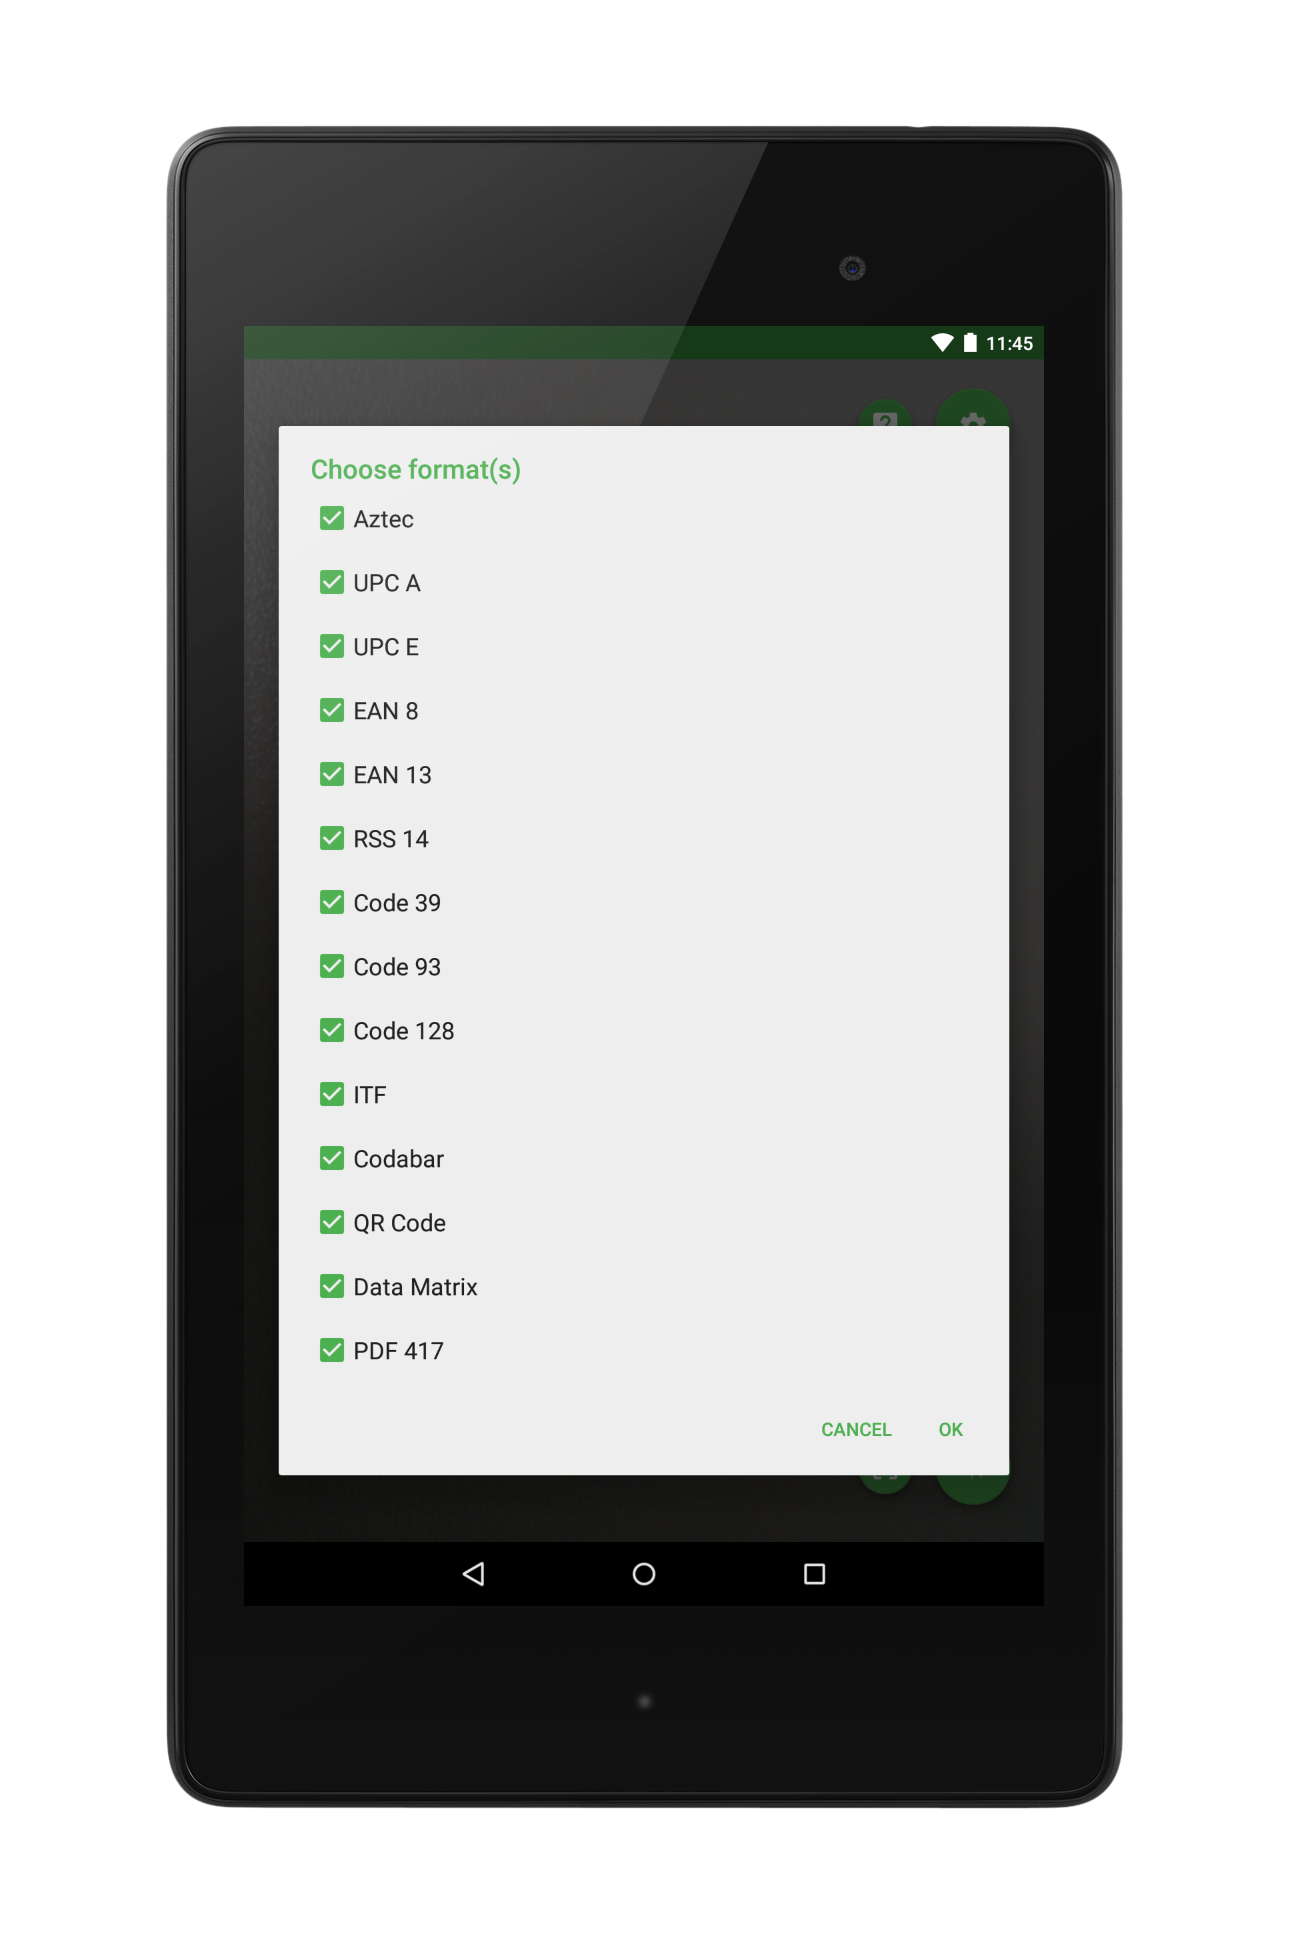 11:45
Choose format(s)
Aztec
UPC A
UPC E
EAN 8
EAN 13
RSS 14
Code 39
Code 93
Code 128
ITF
Codabar
QR Code
Data Matrix
PDF 417
CANCEL OK